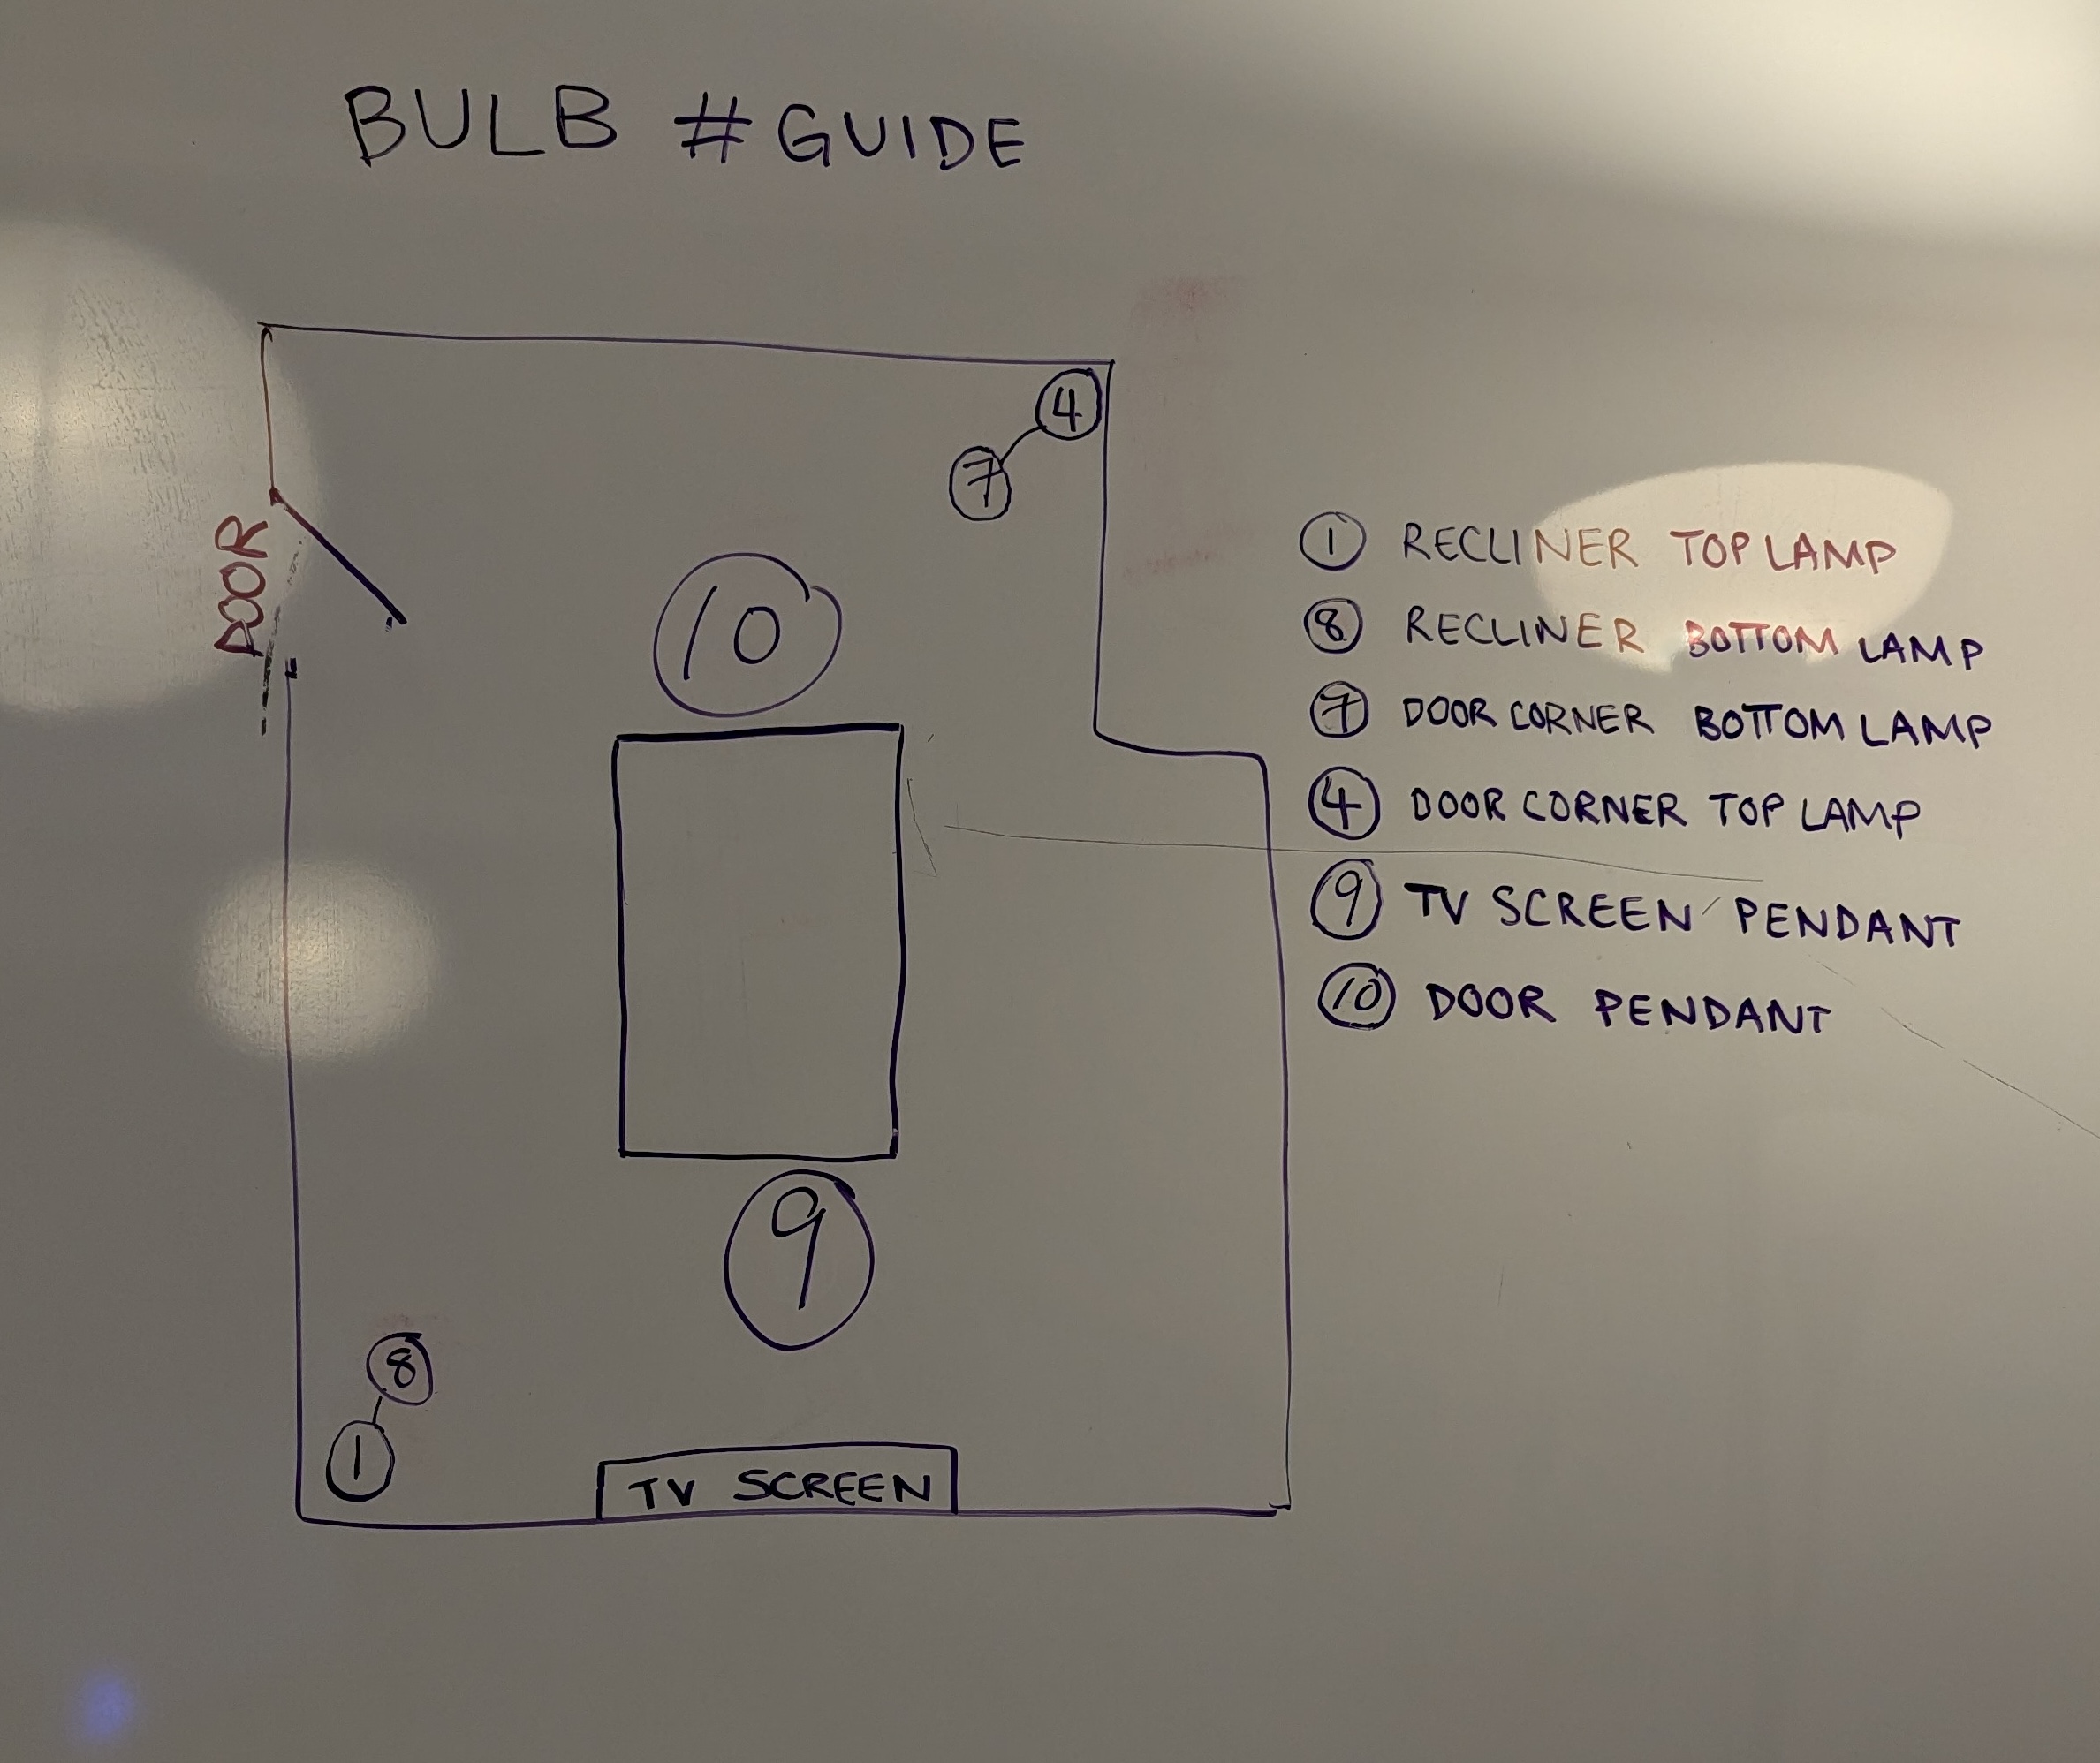 BULB #GUIDE
4
7
DOOR
10
9
8
1
TV SCREEN
1 RECLINER TOP LAMP
8 RECLINER BOTTOM LAMP
7 DOOR CORNER BOTTOM LAMP
4 DOOR CORNER TOP LAMP
9 TV SCREEN PENDANT
10 DOOR PENDANT